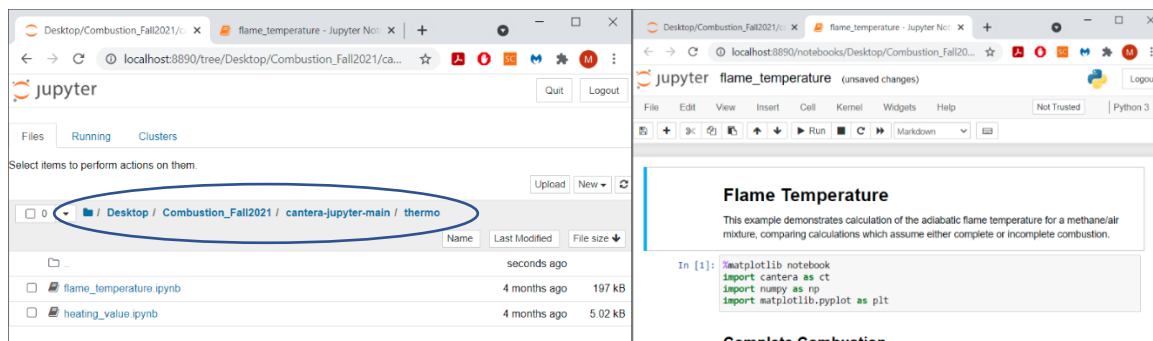 Desktop/Combustion_Fall2021/c
flame_temperature - Jupyter Not
localhost:8890/tree/Desktop/Combustion_Fall2021/ca...
SC
M
jupyter
Quit
Logout
Files
Running
Clusters
Select items to perform actions on them.
Upload
New
0
/ Desktop / Combustion_Fall2021 / cantera-jupyter-main / thermo
Name
Last Modified
File size
..
seconds ago
flame_temperature.ipynb
4 months ago
197 kB
heating_value.ipynb
4 months ago
5.02 kB
Desktop/Combustion_Fall2021/c
flame_temperature - Jupyter Not
localhost:8890/notebooks/Desktop/Combustion_Fall20...
SC
M
jupyter flame_temperature (unsaved changes)
Logou
File Edit View Insert Cell Kernel Widgets Help
Not Trusted
Python 3
Run
Markdown
Flame Temperature
This example demonstrates calculation of the adiabatic flame temperature for a methane/air
mixture, comparing calculations which assume either complete or incomplete combustion.
In [1]: %matplotlib notebook
import cantera as ct
import numpy as np
import matplotlib.pyplot as plt
Complete Combustion